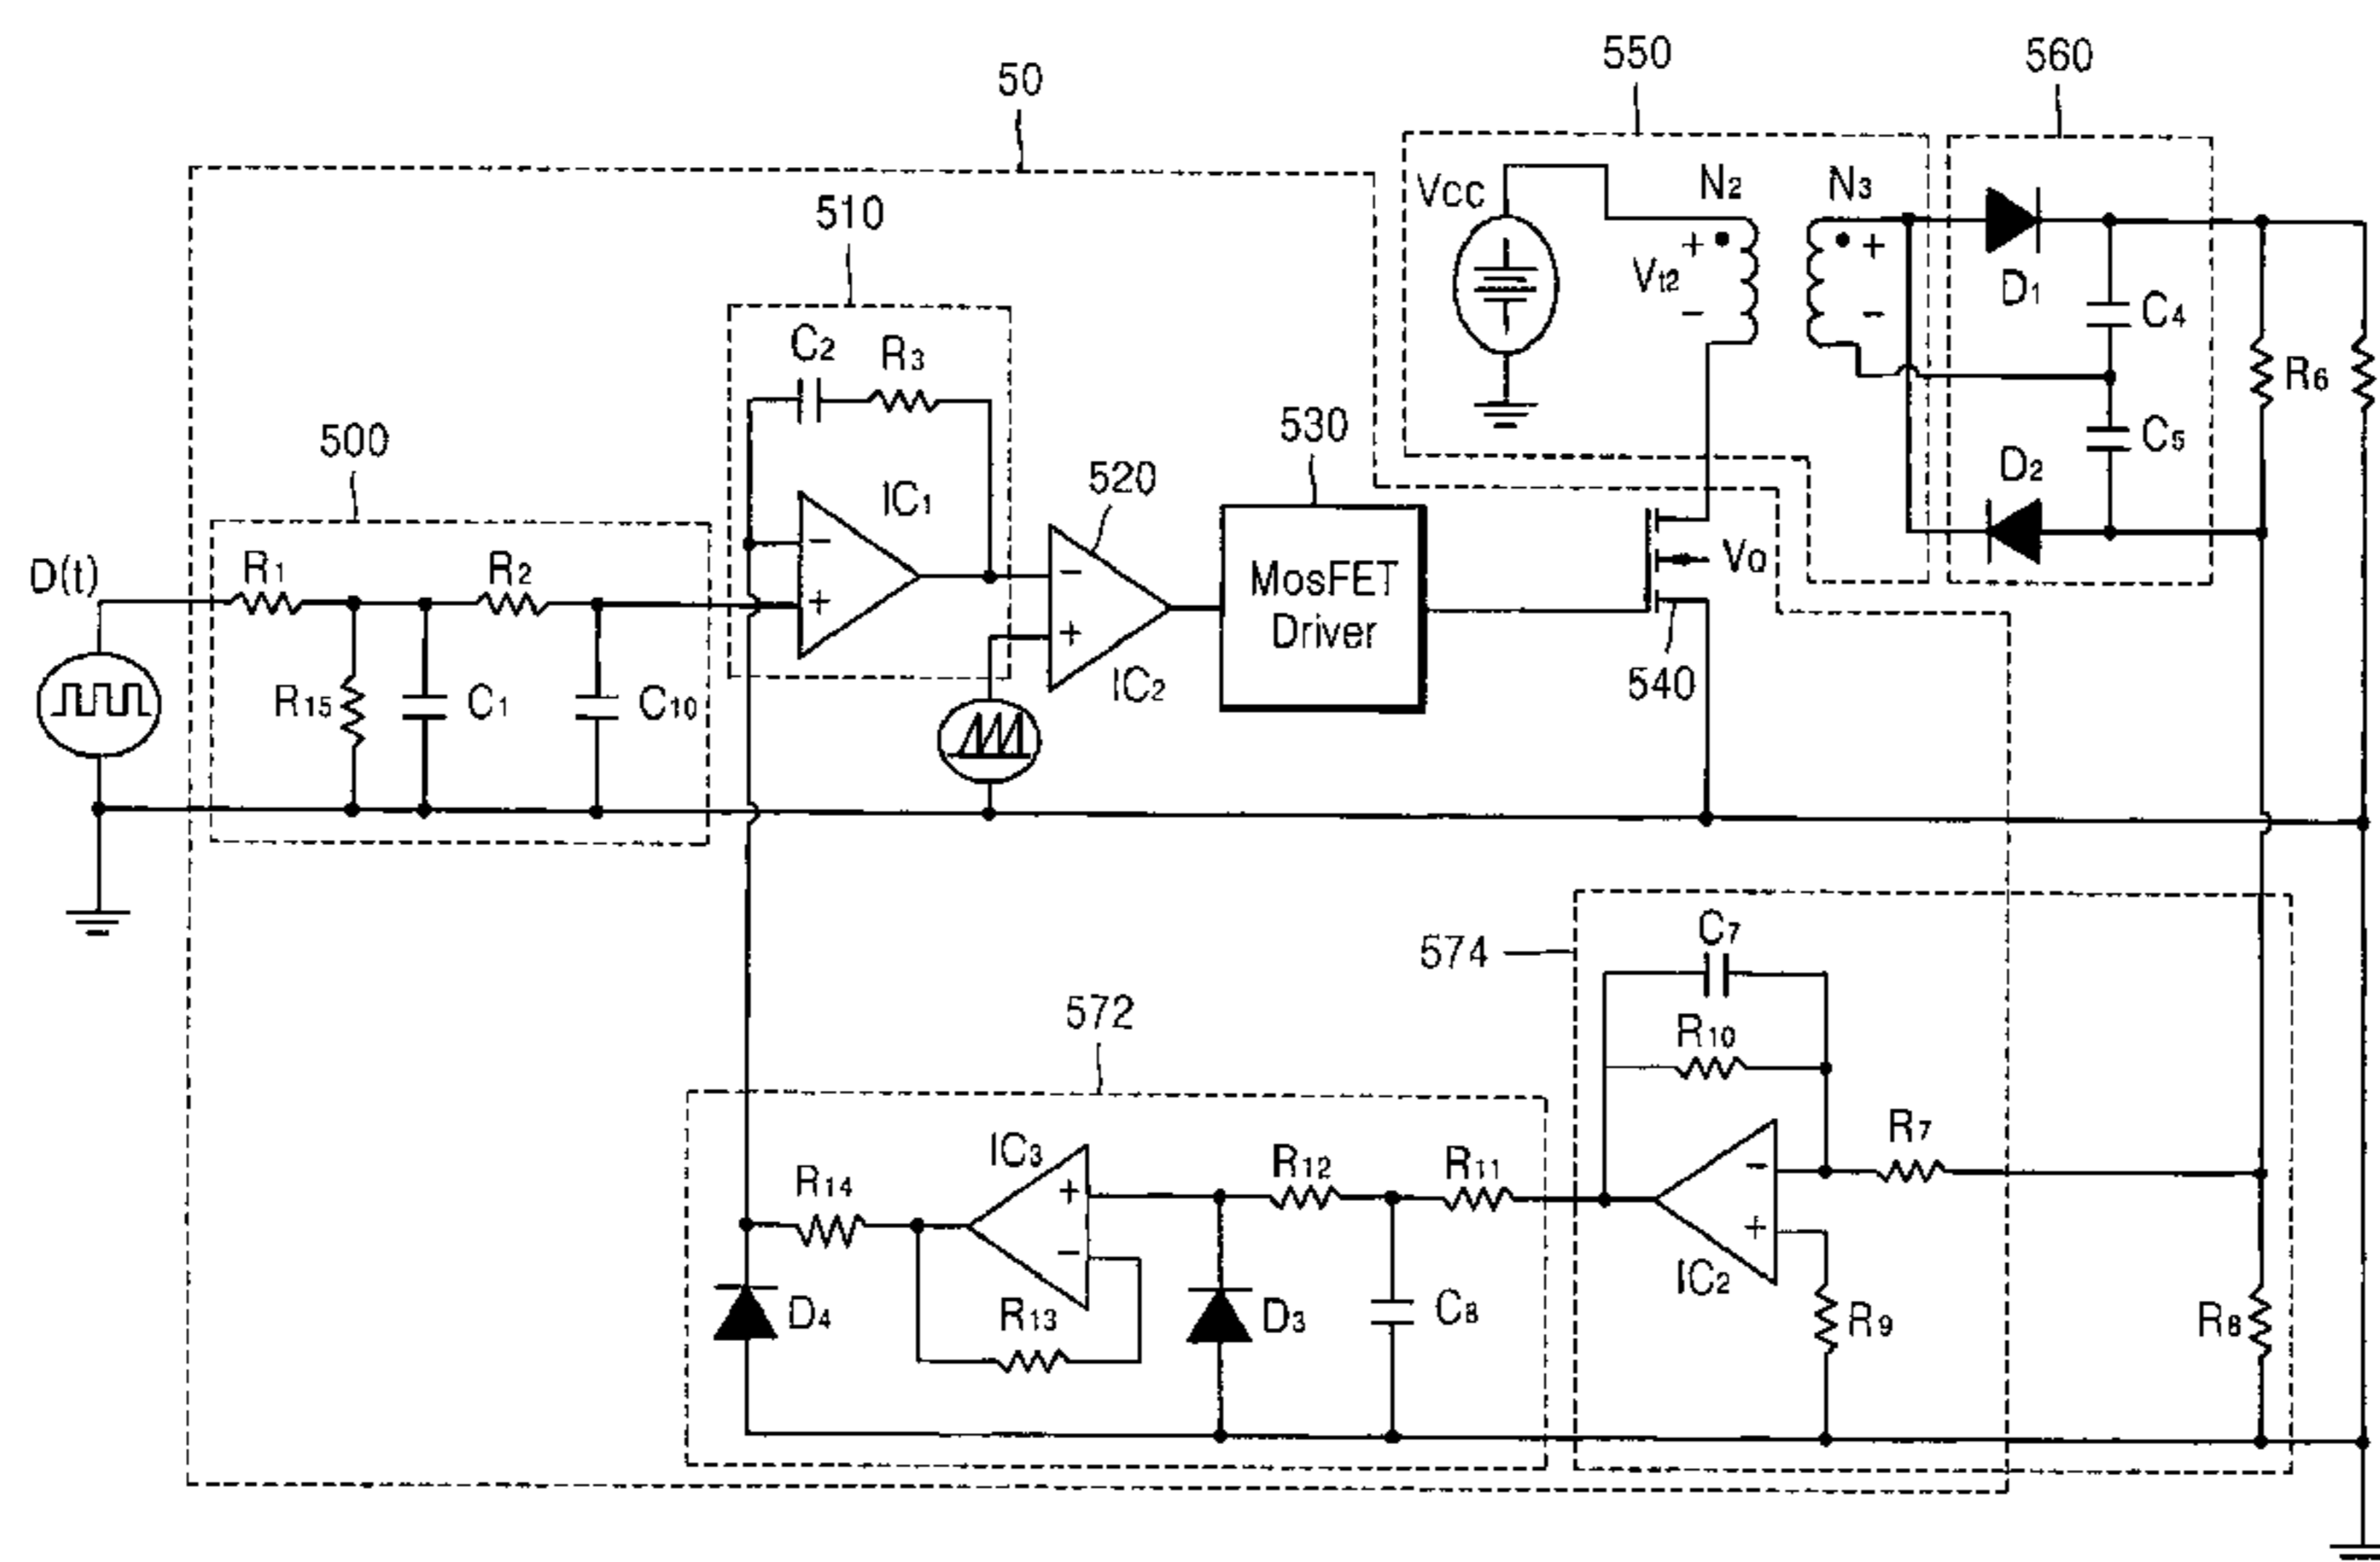 550
560
50
Vcc
N2
N3
510
+
+
Vt2
D1
C4
-
-
C2
R3
R6
530
C5
500
520
D2
IC1
-
D(t)
R1
R2
-
MosFET
Driver
VQ
+
+
R15
C1
C10
IC2
540
C7
574
572
R10
R7
IC3
R12
R11
R14
+
-
-
+
IC2
D4
R13
D3
C8
R9
R8